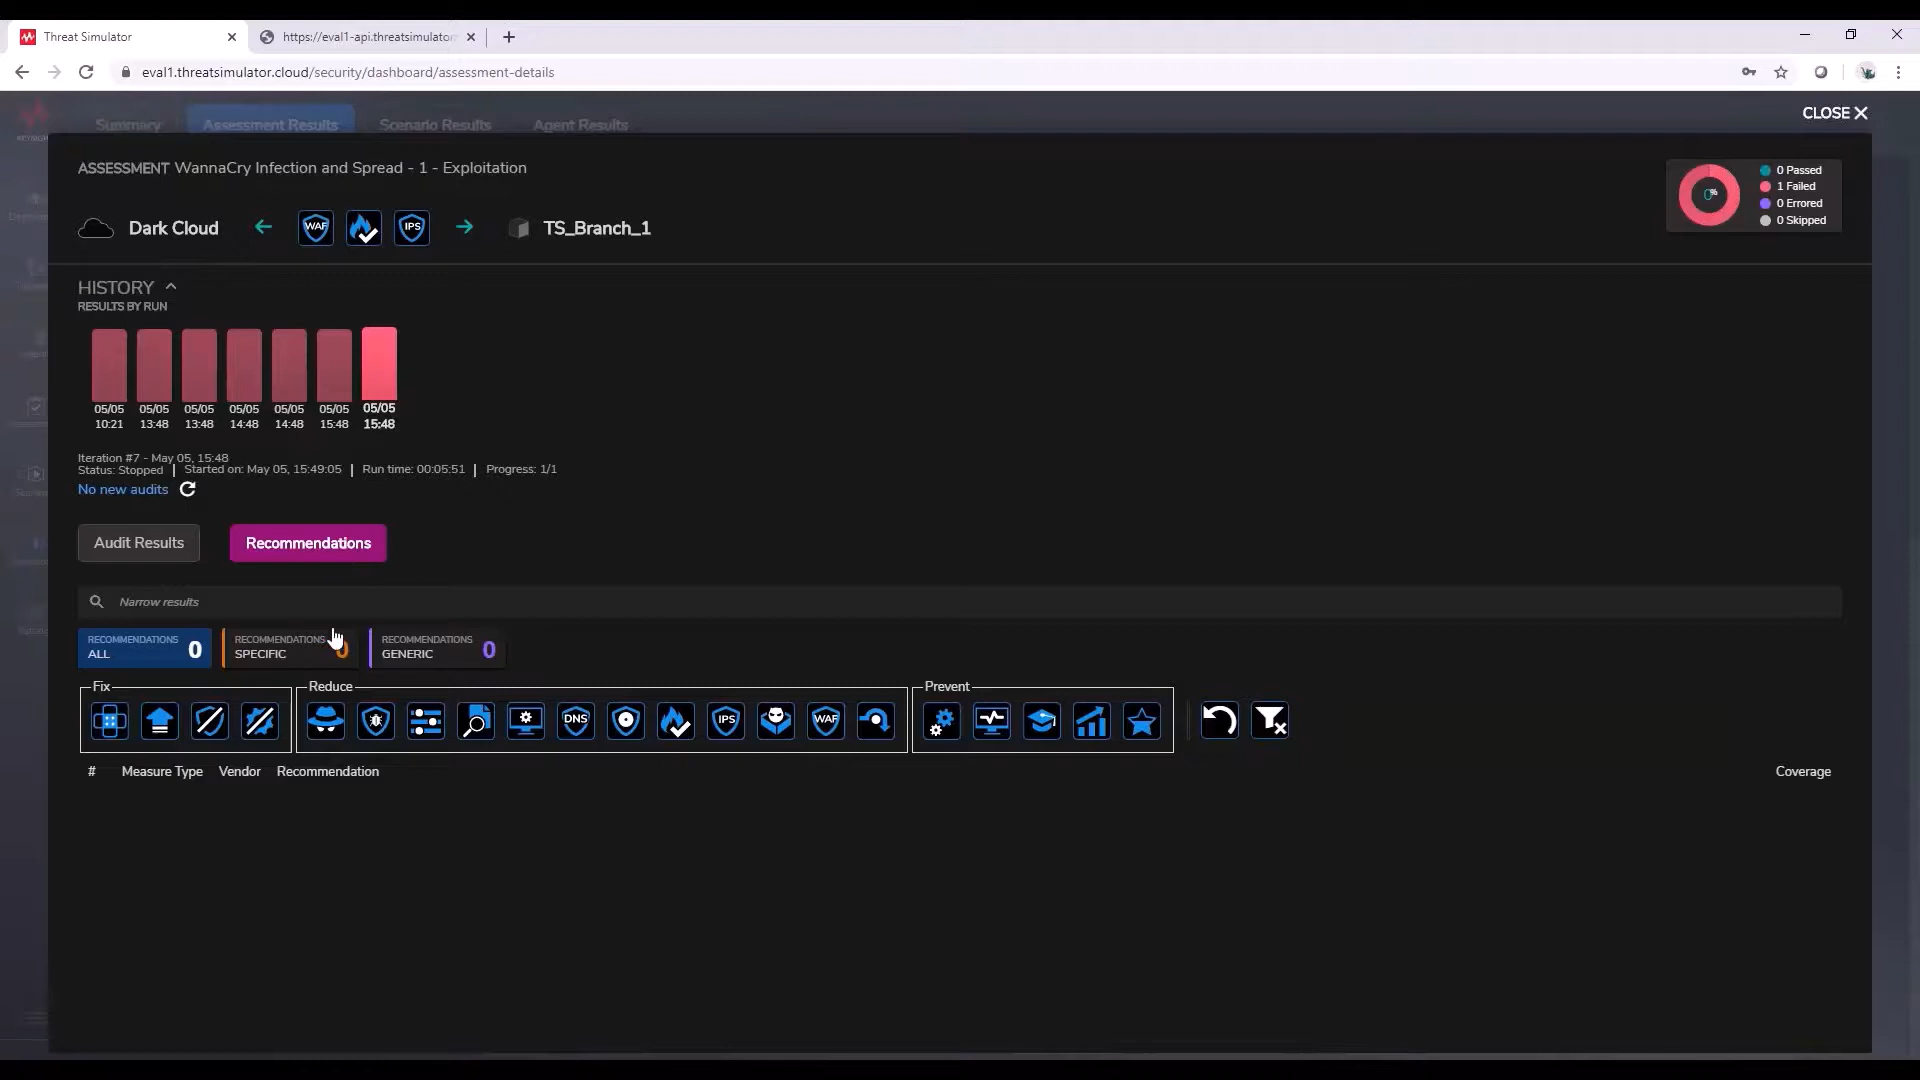 Threat Simulator
https://eval1-api.threatsimulator
eval1.threatsimulator.cloud/security/dashboard/assessment-details
Summary
Assessment Results
Scenario Results
Agent Results
CLOSE
ASSESSMENT WannaCry Infection and Spread - 1 - Exploitation
0 Passed
1 Failed
0 Errored
0 Skipped
0%
Dark Cloud
WAF
IPS
TS_Branch_1
HISTORY
RESULTS BY RUN
05/05 05/05 05/05 05/05 05/05 05/05 05/05
10:21 13:48 13:48 14:48 14:48 15:48 15:48
Iteration #7 - May 05, 15:48
Status: Stopped | Started on: May 05, 15:49:05 | Run time: 00:05:51 | Progress: 1/1
No new audits
Audit Results
Recommendations
Narrow results
RECOMMENDATIONS
ALL 0
RECOMMENDATIONS
SPECIFIC 0
RECOMMENDATIONS
GENERIC 0
Fix
Reduce
Prevent
DNS
IPS
WAF
# Measure Type Vendor Recommendation Coverage